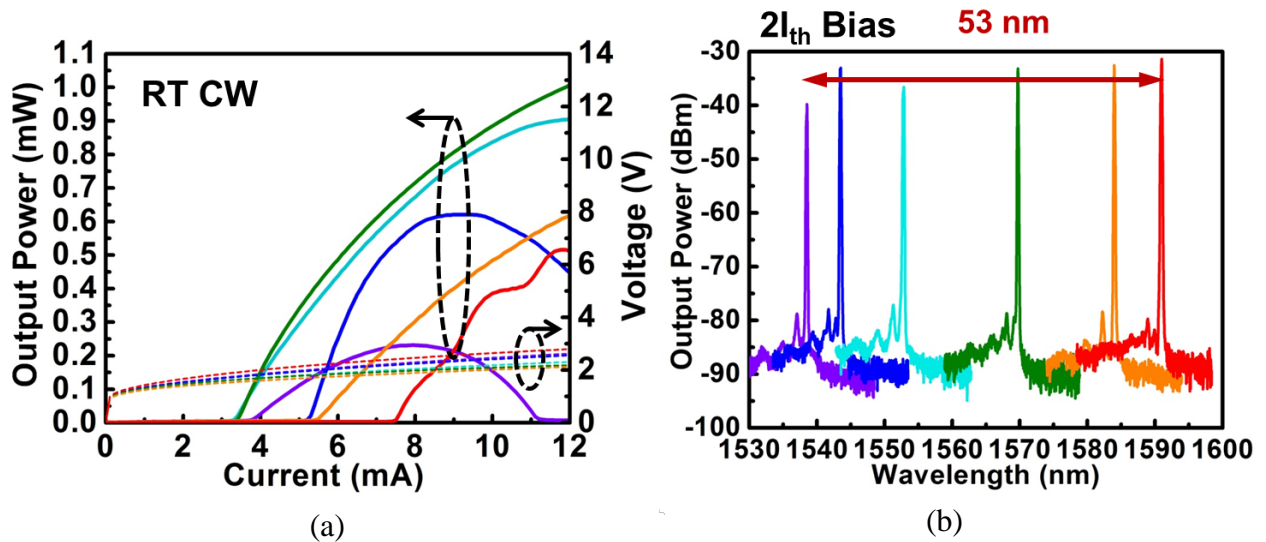 2I_th Bias 53 nm
RT CW
Output Power (mW)
1.1
1.0
0.9
0.8
0.7
0.6
0.5
0.4
0.3
0.2
0.1
0.0
0 2 4 6 8 10 12
Current (mA)
14
12
10
8
6
4
2
0
Voltage (V)
(a)
Output Power (dBm)
-30
-40
-50
-60
-70
-80
-90
-100
1530 1540 1550 1560 1570 1580 1590 1600
Wavelength (nm)
(b)